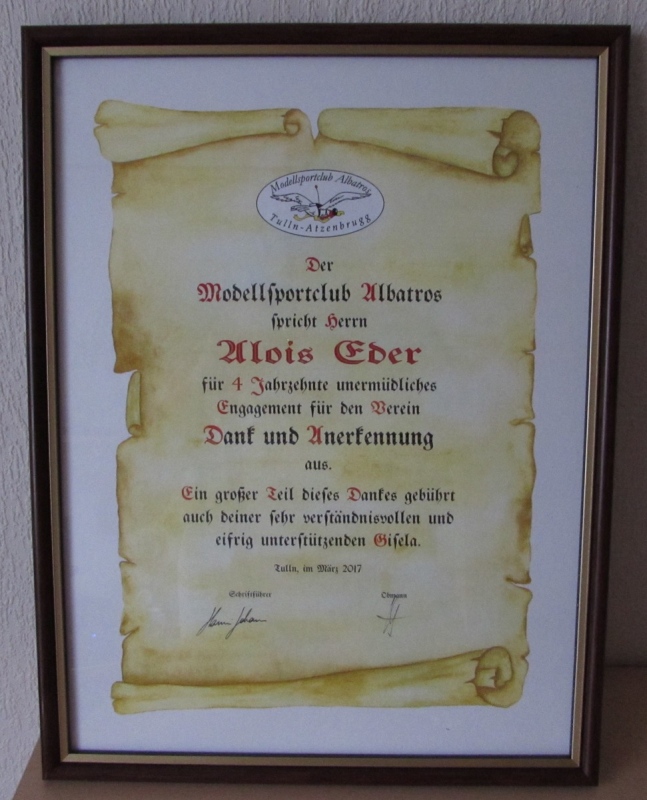 Modellsportclub Albatros
Tulln-Atzenbrugg
Der
Modellsportclub Albatros
spricht Herrn
Alois Eder
für 4 Jahrzehnte unermüdliches
Engagement für den Verein
Dank und Anerkennung
aus.
Ein großer Teil dieses Dankes gebührt
auch deiner sehr verständnisvollen und
eifrig unterstützenden Gisela.
Tulln, im März 2017
Schriftführer Obmann